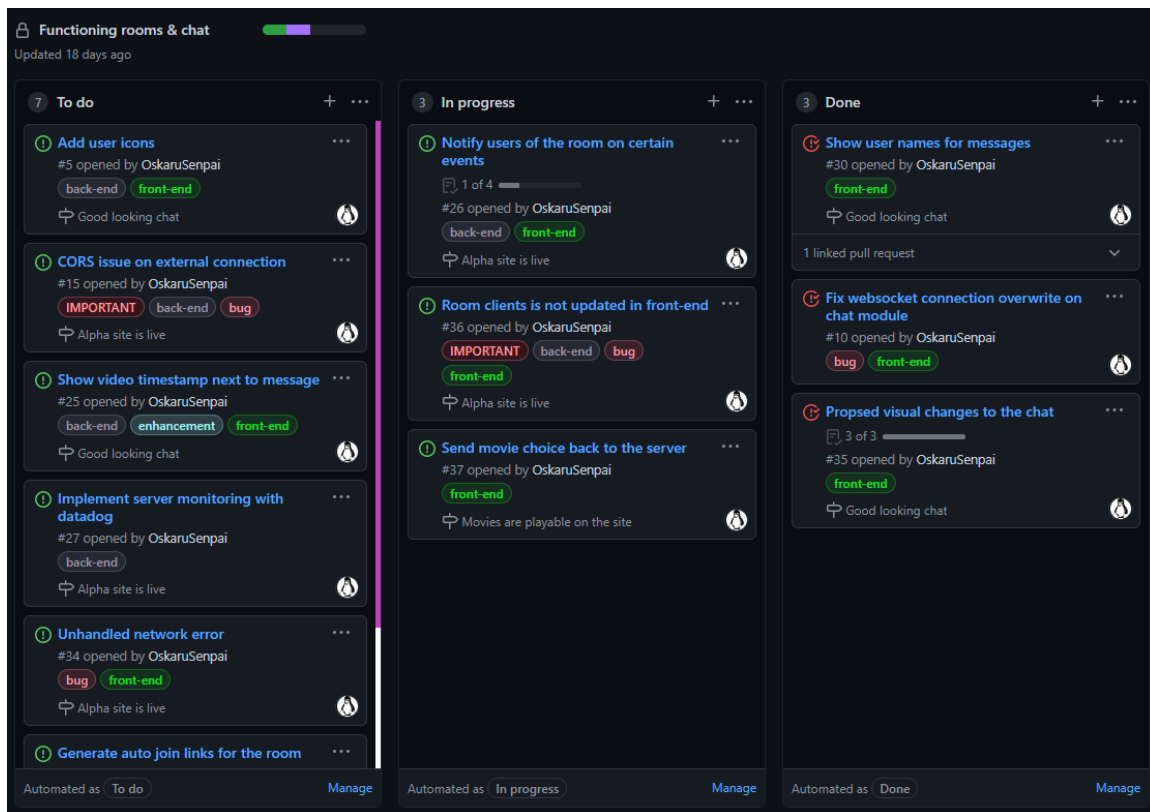 Functioning rooms & chat
Updated 18 days ago
7 To do
Add user icons
#5 opened by OskaruSenpai
back-end front-end
Good looking chat
CORS issue on external connection
#15 opened by OskaruSenpai
IMPORTANT back-end bug
Alpha site is live
Show video timestamp next to message
#25 opened by OskaruSenpai
back-end enhancement front-end
Good looking chat
Implement server monitoring with
datadog
#27 opened by OskaruSenpai
back-end
Alpha site is live
Unhandled network error
#34 opened by OskaruSenpai
bug front-end
Alpha site is live
Generate auto join links for the room
Automated as To do Manage
3 In progress
Notify users of the room on certain
events
1 of 4
#26 opened by OskaruSenpai
back-end front-end
Alpha site is live
Room clients is not updated in front-end
#36 opened by OskaruSenpai
IMPORTANT back-end bug
front-end
Alpha site is live
Send movie choice back to the server
#37 opened by OskaruSenpai
front-end
Movies are playable on the site
Automated as In progress Manage
3 Done
Show user names for messages
#30 opened by OskaruSenpai
front-end
Good looking chat
1 linked pull request
Fix websocket connection overwrite on
chat module
#10 opened by OskaruSenpai
bug front-end
Propsed visual changes to the chat
3 of 3
#35 opened by OskaruSenpai
front-end
Good looking chat
Automated as Done Manage